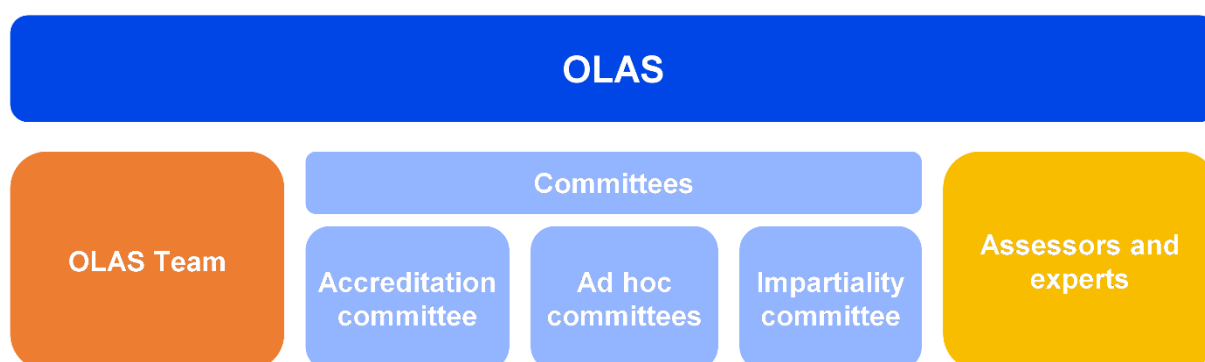 OLAS
OLAS Team
Committees
Accreditation
committee
Ad hoc
committees
Impartiality
committee
Assessors and
experts